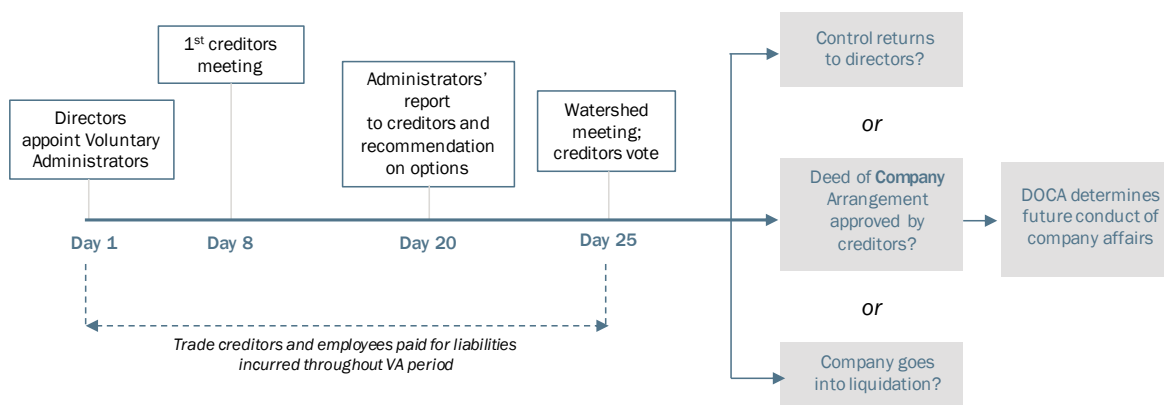 Directors
appoint Voluntary
Administrators
1st creditors
meeting
Administrators'
report
to creditors and
recommendation
on options
Watershed
meeting;
creditors vote
Day 1
Day 8
Day 20
Day 25
Trade creditors and employees paid for liabilities
incurred throughout VA period
Control returns
to directors?
or
Deed of Company
Arrangement
approved by
creditors?
DOCA determines
future conduct of
company affairs
or
Company goes
into liquidation?